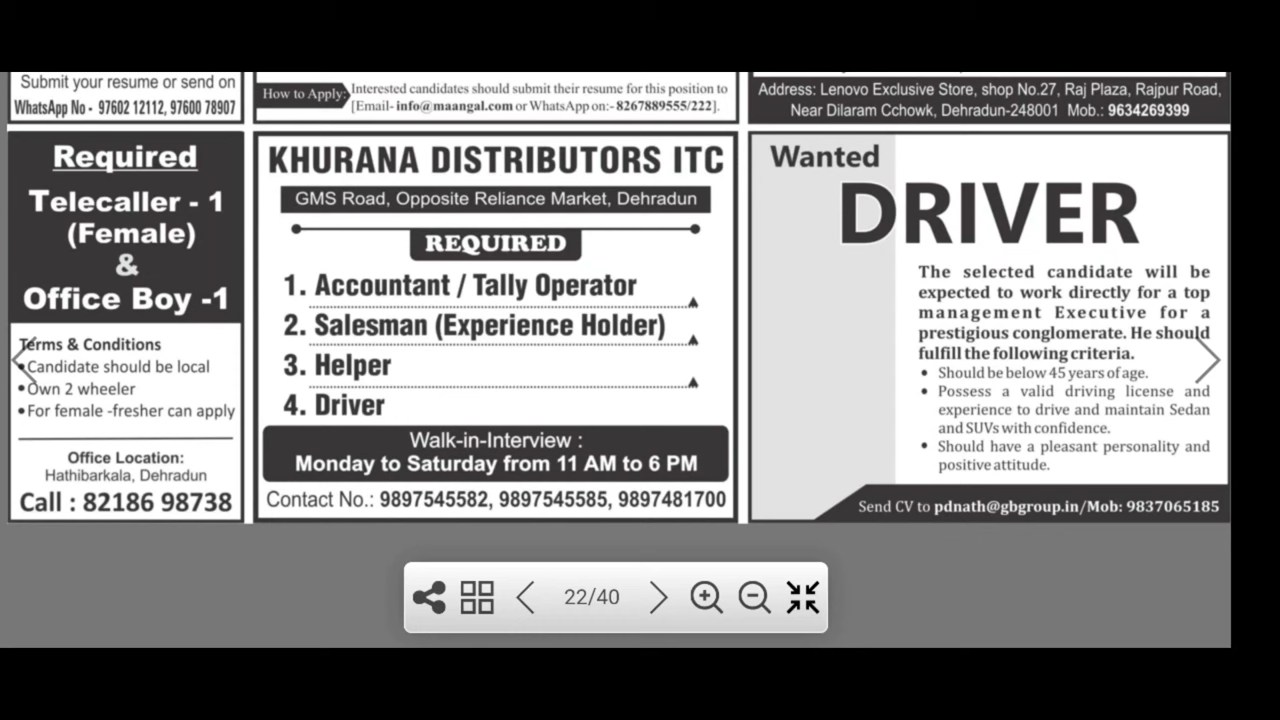 Submit your resume or send on
WhatsApp No - 97602 12112, 97600 78907
Required
Telecaller - 1
(Female)
&
Office Boy -1
Terms & Conditions
•Candidate should be local
•Own 2 wheeler
•For female -fresher can apply
Office Location:
Hathibarkala, Dehradun
Call : 82186 98738
How to Apply:
Interested candidates should submit their resume for this position to
[Email- info@maangal.com or WhatsApp on:- 8267889555/222].
KHURANA DISTRIBUTORS ITC
GMS Road, Opposite Reliance Market, Dehradun
REQUIRED
1. Accountant / Tally Operator
2. Salesman (Experience Holder)
3. Helper
4. Driver
Walk-in-Interview :
Monday to Saturday from 11 AM to 6 PM
Contact No.: 9897545582, 9897545585, 9897481700
Address: Lenovo Exclusive Store, shop No.27, Raj Plaza, Rajpur Road,
Near Dilaram Cchowk, Dehradun-248001 Mob.: 9634269399
Wanted
DRIVER
The selected candidate will be
expected to work directly for a top
management Executive for a
prestigious conglomerate. He should
fulfill the following criteria.
• Should be below 45 years of age.
• Possess a valid driving license and
experience to drive and maintain Sedan
and SUVs with confidence.
• Should have a pleasant personality and
positive attitude.
Send CV to pdnath@gbgroup.in/Mob: 9837065185
22/40